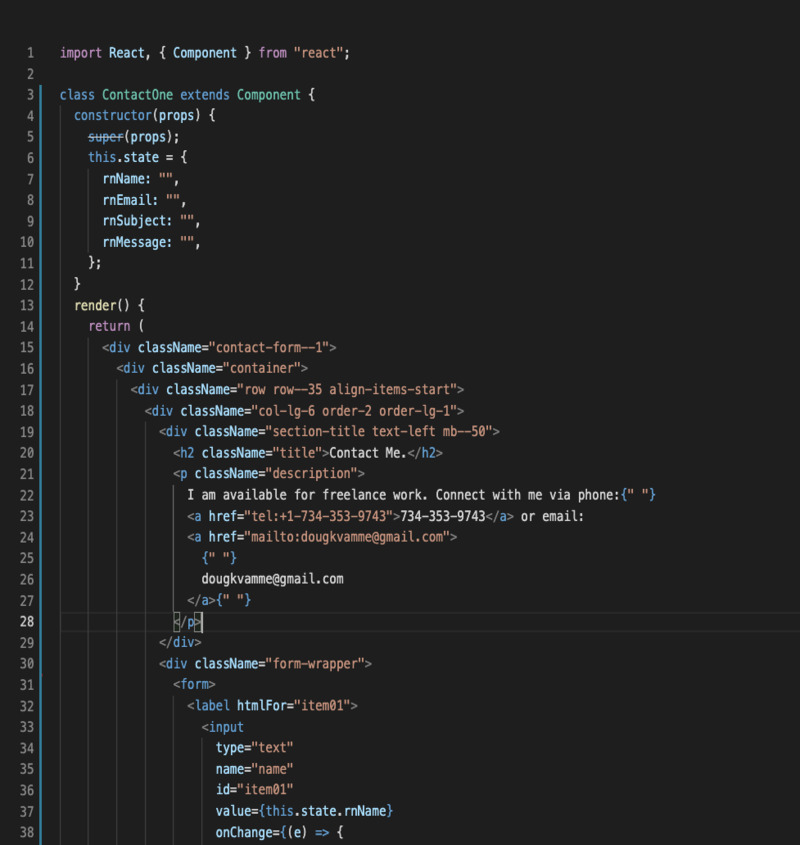 1 import React, { Component } from "react";
2
3 class ContactOne extends Component {
4 constructor(props) {
5 super(props);
6 this.state = {
7 rnName: "",
8 rnEmail: "",
9 rnSubject: "",
10 rnMessage: "",
11 };
12 }
13 render() {
14 return (
15 <div className="contact-form--1">
16 <div className="container">
17 <div className="row row--35 align-items-start">
18 <div className="col-lg-6 order-2 order-lg-1">
19 <div className="section-title text-left mb--50">
20 <h2 className="title">Contact Me.</h2>
21 <p className="description">
22 I am available for freelance work. Connect with me via phone:{" "}
23 <a href="tel:+1-734-353-9743">734-353-9743</a> or email:
24 <a href="mailto:dougkvamme@gmail.com">
25 {" "}
26 dougkvamme@gmail.com
27 </a>{" "}
28 </p>
29 </div>
30 <div className="form-wrapper">
31 <form>
32 <label htmlFor="item01">
33 <input
34 type="text"
35 name="name"
36 id="item01"
37 value={this.state.rnName}
38 onChange={(e) => {